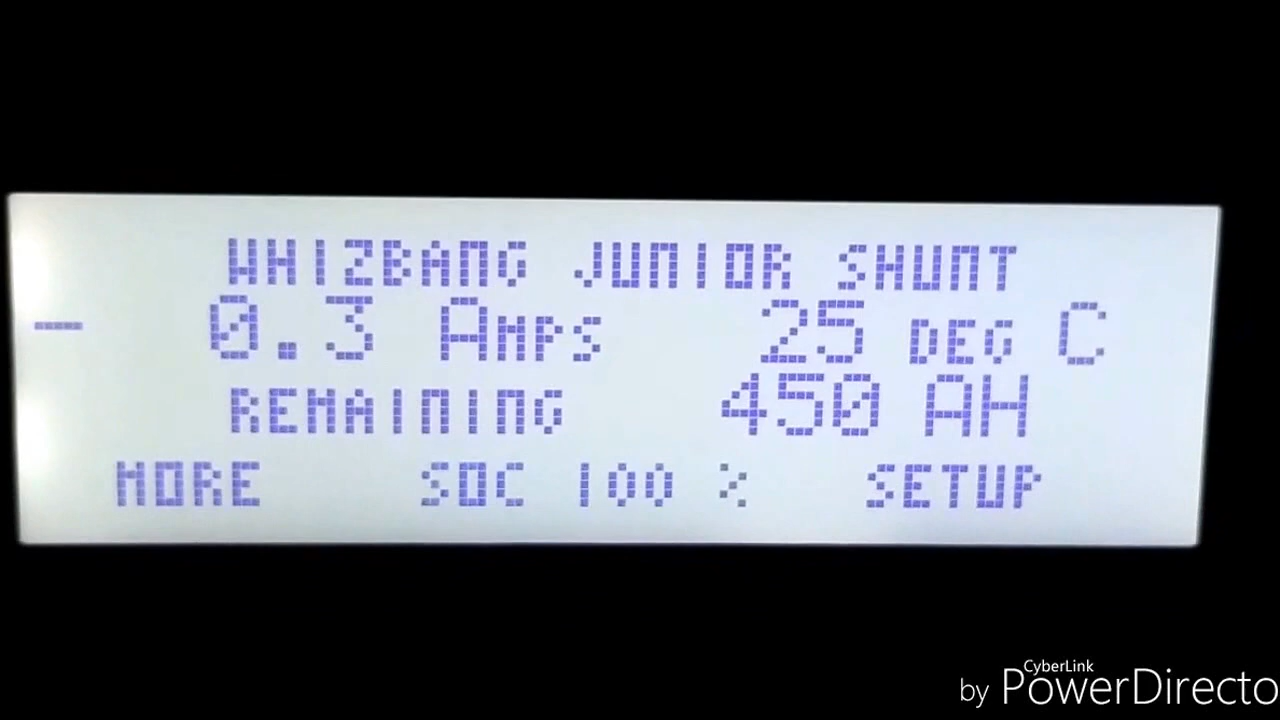 WHIZBANG JUNIOR SHUNT
- 0.3 AMPS 25 DEG C
REMAINING 450 AH
MORE SOC 100 % SETUP
CyberLink
by PowerDirecto